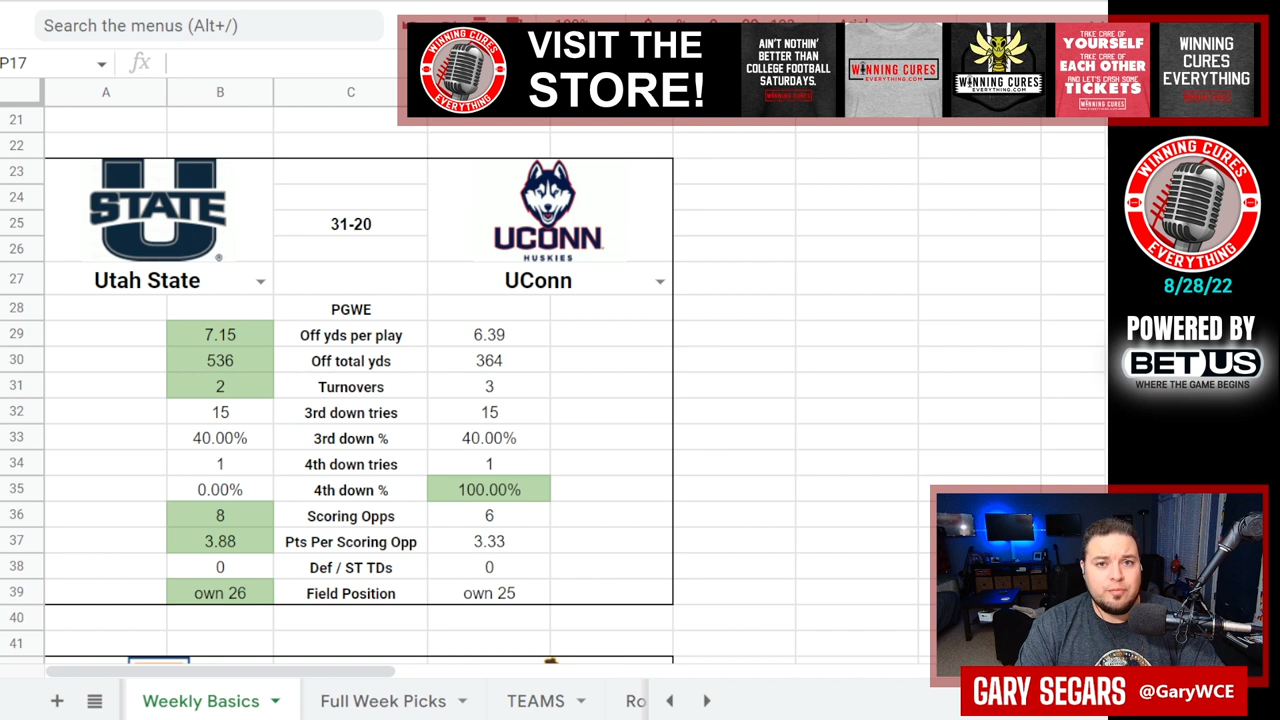 Search the menus (Alt+/)
P17
fx
VISIT THE
STORE!
WINNING CURES
EVERYTHING
AIN'T NOTHIN'
BETTER THAN
COLLEGE FOOTBALL
SATURDAYS.
WINNING CURES
EVERYTHING.COM
WINNING CURES
EVERYTHING.COM
TAKE CARE OF
YOURSELF
TAKE CARE OF
EACH OTHER
AND LET'S CASH SOME
TICKETS
WINNING CURES
WINNING
CURES
EVERYTHING
A B C
21
22
23
24
25
26
27
28
29
30
31
32
33
34
35
36
37
38
39
40
41
U
STATE
UCONN
HUSKIES
31-20
Utah State UConn
PGWE
7.15 Off yds per play 6.39
536 Off total yds 364
2 Turnovers 3
15 3rd down tries 15
40.00% 3rd down % 40.00%
1 4th down tries 1
0.00% 4th down % 100.00%
8 Scoring Opps 6
3.88 Pts Per Scoring Opp 3.33
0 Def / ST TDs 0
own 26 Field Position own 25
WINNING CURES
EVERYTHING
8/28/22
POWERED BY
BETUS
WHERE THE GAME BEGINS
GARY SEGARS @GaryWCE
+ Weekly Basics Full Week Picks TEAMS Ro